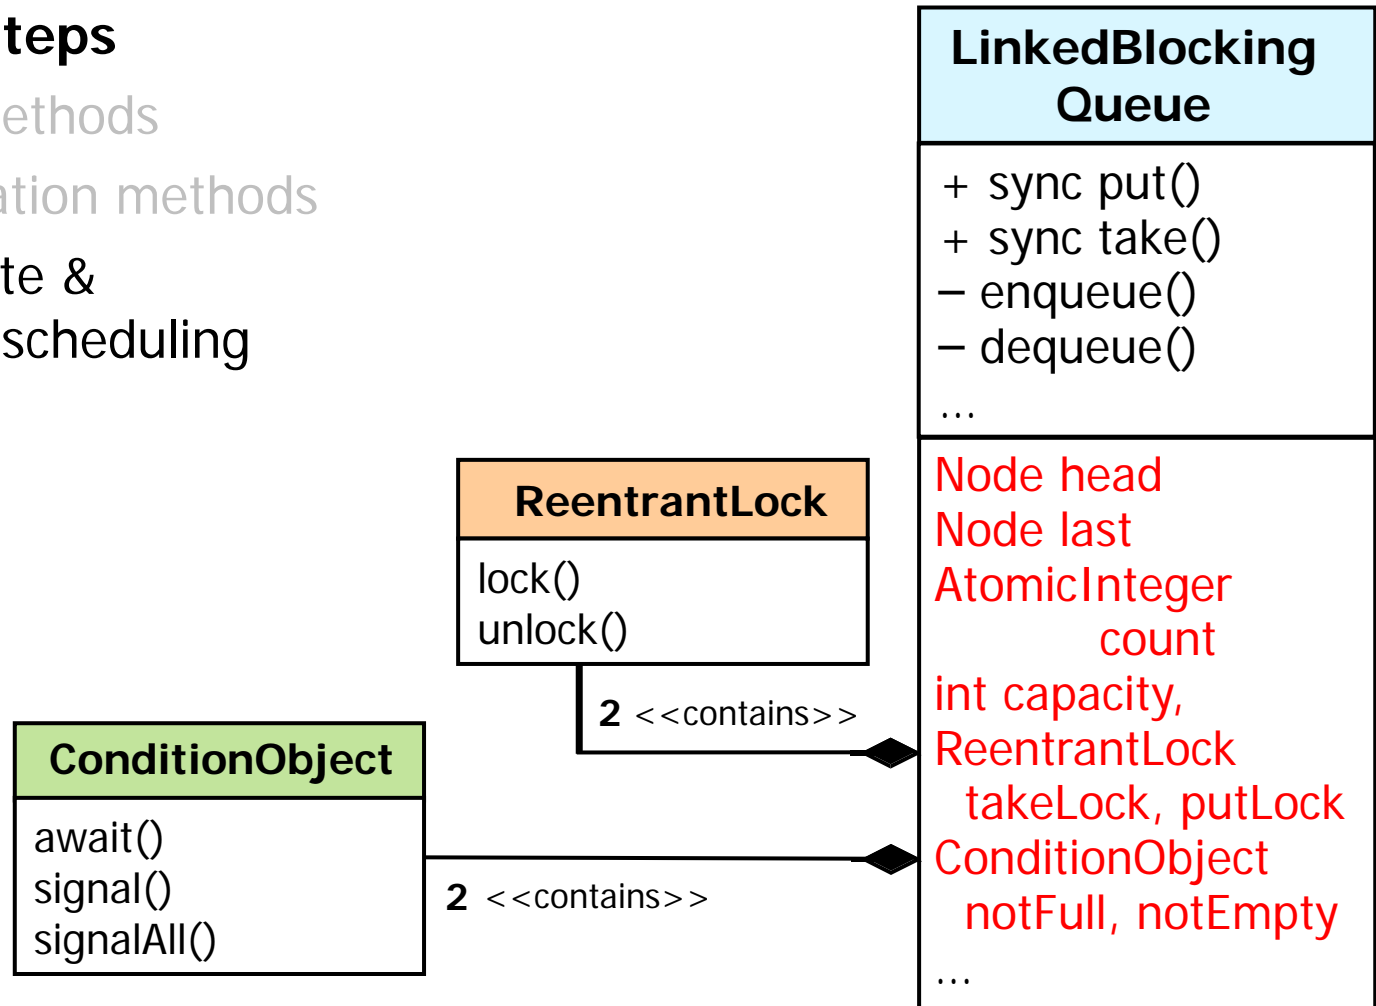 teps
ethods
ation methods
te &
scheduling
LinkedBlocking
Queue
+ sync put()
+ sync take()
– enqueue()
– dequeue()
...
Node head
Node last
AtomicInteger
count
int capacity,
ReentrantLock
takeLock, putLock
ConditionObject
notFull, notEmpty
...
ReentrantLock
lock()
unlock()
2 <<contains>>
ConditionObject
await()
signal()
signalAll()
2 <<contains>>